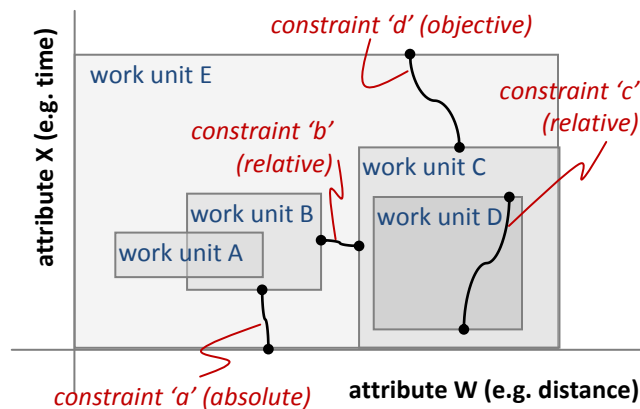 constraint ‘d’ (objective)
work unit E
constraint ‘c’
(relative)
constraint ‘b’
(relative)
work unit C
work unit B
work unit D
work unit A
attribute X (e.g. time)
constraint ‘a’ (absolute)
attribute W (e.g. distance)